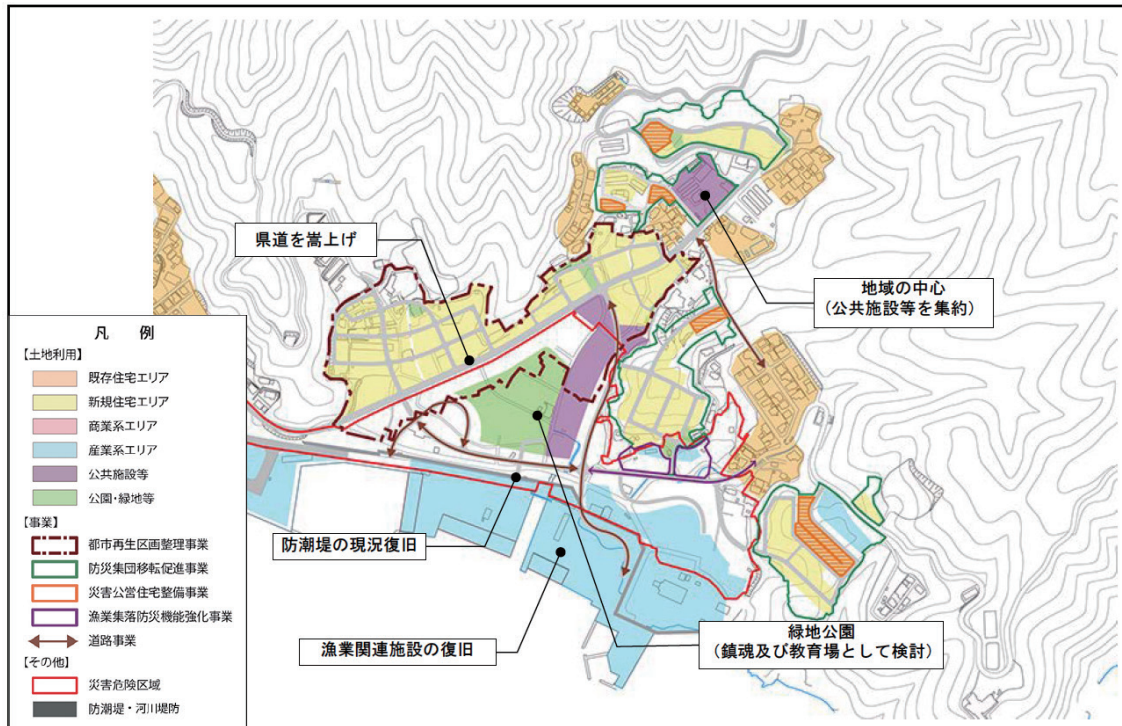 県道を嵩上げ
地域の中心
(公共施設等を集約)
防潮堤の現況復旧
漁業関連施設の復旧
緑地公園
(鎮魂及び教育場として検討)
凡 例
【土地利用】
既存住宅エリア
新規住宅エリア
商業系エリア
産業系エリア
公共施設等
公園・緑地等
【事業】
都市再生区画整理事業
防災集団移転促進事業
災害公営住宅整備事業
漁業集落防災機能強化事業
道路事業
【その他】
災害危険区域
防潮堤・河川堤防